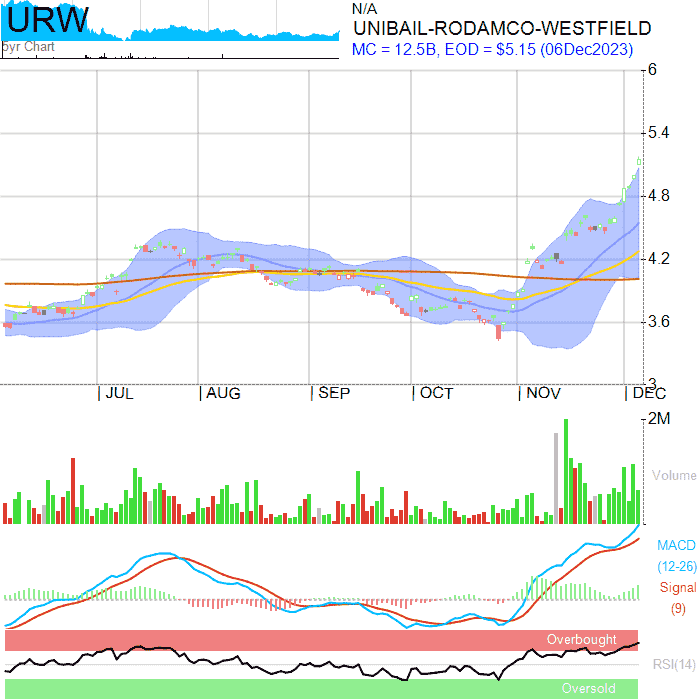 URW
5yr Chart
N/A
UNIBAIL-RODAMCO-WESTFIELD
MC = 12.5B, EOD = $5.15 (06Dec2023)
6
5.4
4.8
4.2
3.6
3
JUL AUG SEP OCT NOV DEC
2M
Volume
MACD
(12-26)
Signal
(9)
Overbought
RSI(14)
Oversold